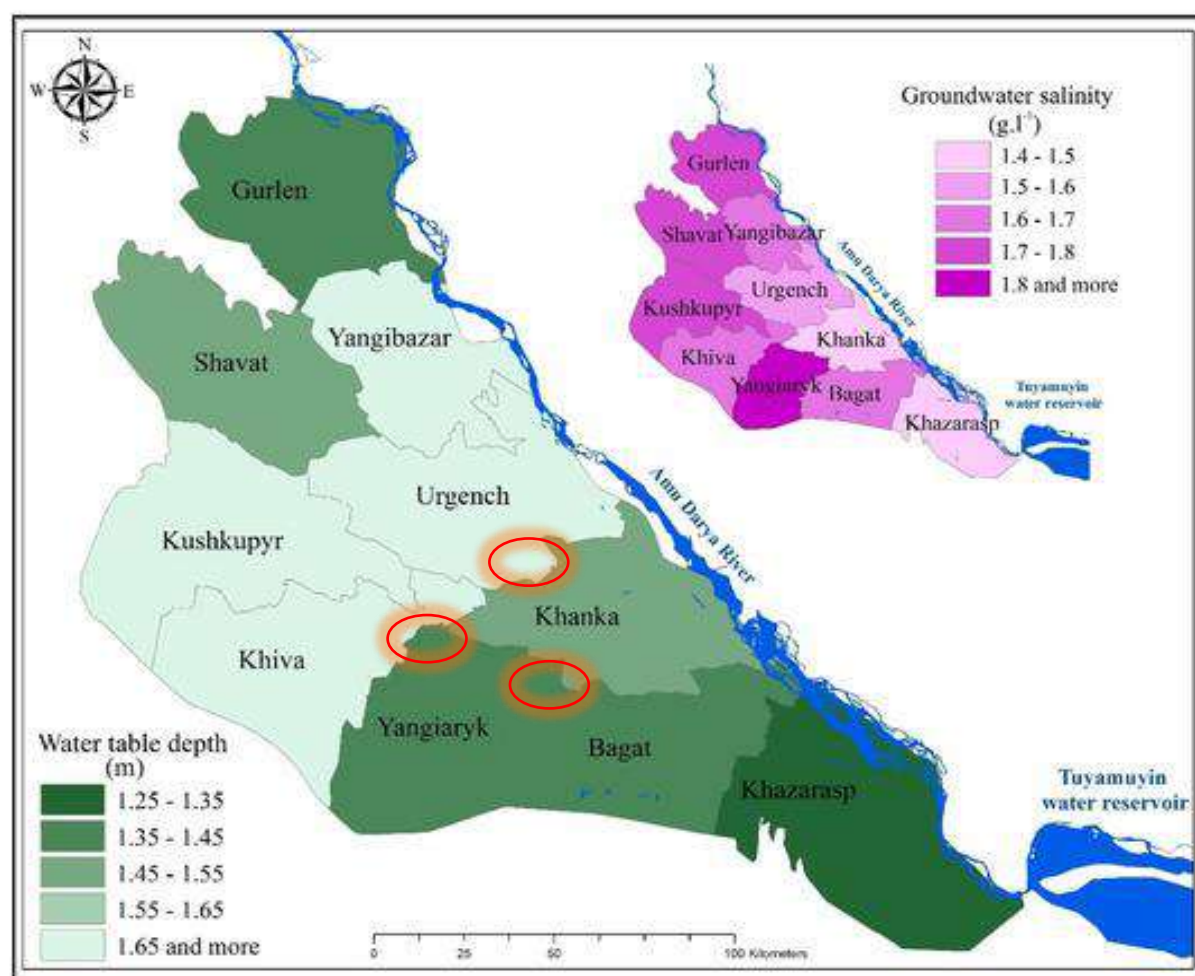 N
W E
S
Gurlen
Shavat
Yangibazar
Urgench
Kushkupyr
Khanka
Khiva
Yangiaryk
Bagat
Khazarasp
Amu Darya River
Tuyamuyin
water reservoir
Water table depth
(m)
1.25 - 1.35
1.35 - 1.45
1.45 - 1.55
1.55 - 1.65
1.65 and more
0 25 50 100 Kilometers
Groundwater salinity
(g.l⁻¹)
1.4 - 1.5
1.5 - 1.6
1.6 - 1.7
1.7 - 1.8
1.8 and more
Gurlen
Shavat
Yangibazar
Urgench
Kushkupyr
Khanka
Khiva
Yangiaryk
Bagat
Khazarasp
Amu Darya River
Tuyamuyin
water reservoir